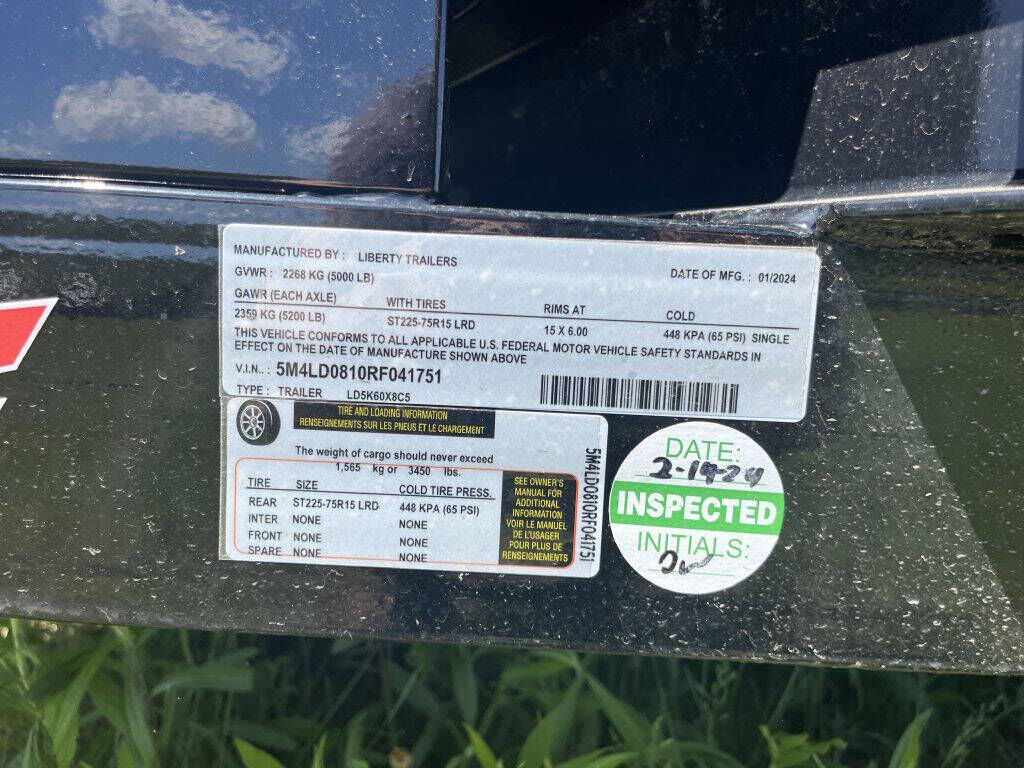 MANUFACTURED BY : LIBERTY TRAILERS
GVWR : 2268 KG (5000 LB) DATE OF MFG. : 01/2024
GAWR (EACH AXLE) WITH TIRES RIMS AT COLD
2359 KG (5200 LB) ST225-75R15 LRD 15 X 6.00 448 KPA (65 PSI) SINGLE
THIS VEHICLE CONFORMS TO ALL APPLICABLE U.S. FEDERAL MOTOR VEHICLE SAFETY STANDARDS IN
EFFECT ON THE DATE OF MANUFACTURE SHOWN ABOVE
V.I.N.. : 5M4LD0810RF041751
TYPE : TRAILER LD5K60X8C5
TIRE AND LOADING INFORMATION
RENSEIGNEMENTS SUR LES PNEUS ET LE CHARGEMENT
The weight of cargo should never exceed
1,565 kg or 3450 lbs.
TIRE SIZE COLD TIRE PRESS.
REAR ST225-75R15 LRD 448 KPA (65 PSI)
INTER NONE NONE
FRONT NONE NONE
SPARE NONE NONE
SEE OWNER'S
MANUAL FOR
ADDITIONAL
INFORMATION
VOIR LE MANUEL
DE L'USAGER
POUR PLUS DE
RENSEIGNEMENTS
5M4LD0810RF041751
DATE:
2-14-24
INSPECTED
INITIALS: